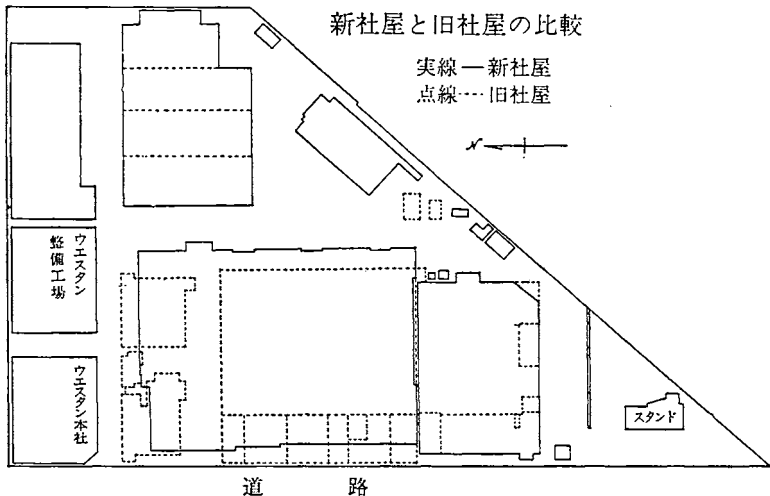 新社屋と旧社屋の比較
実線―新社屋
点線…旧社屋
N
ウエスタン
整備工場
ウエスタン本社
スタンド
道路